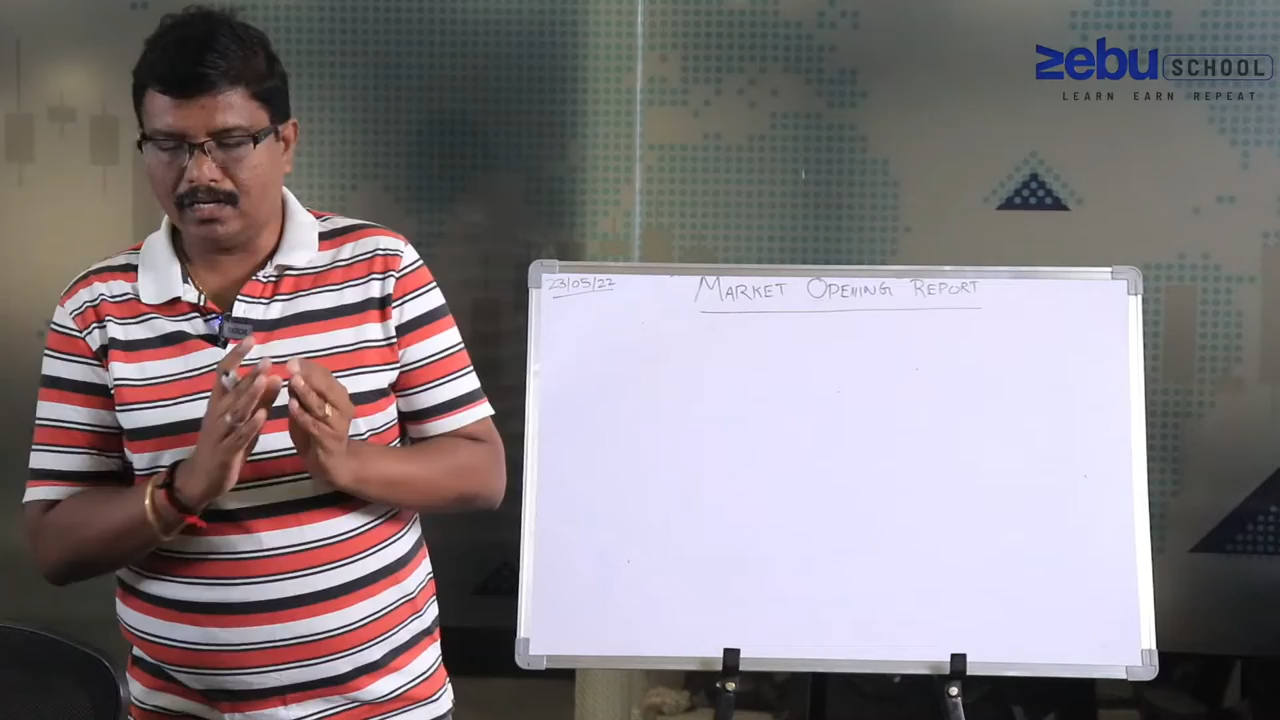 zebu SCHOOL
LEARN EARN REPEAT
23/05/22 MARKET OPENING REPORT